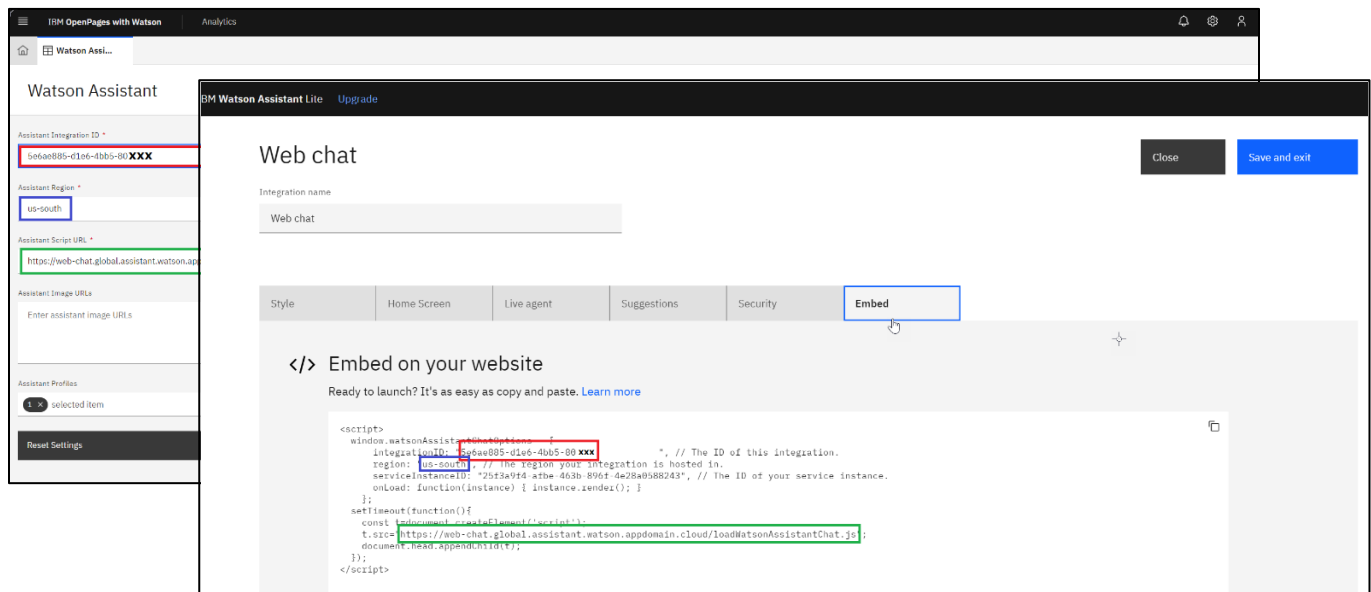 IBM OpenPages with Watson Analytics
Watson Assi...
Watson Assistant
Assistant Integration ID *
5e6ae885-d1e6-4bb5-80XXX
Assistant Region *
us-south
Assistant Script URL *
https://web-chat.global.assistant.watson.app
Assistant Image URLs
Enter assistant image URLs
Assistant Profiles
1 × selected item
Reset Settings
BM Watson Assistant Lite Upgrade
Web chat
Close
Save and exit
Integration name
Web chat
Style
Home Screen
Live agent
Suggestions
Security
Embed
</> Embed on your website
Ready to launch? It's as easy as copy and paste. Learn more
<script>
window.watsonAssistantChatOptions = {
integrationID: "5e6ae885-d1e6-4bb5-80 xxx ", // The ID of this integration.
region: "us-south", // The region your integration is hosted in.
serviceInstanceID: "25f3a9f4-afbe-463b-896f-4e28a0588243", // The ID of your service instance.
onLoad: function(instance) { instance.render(); }
};
setTimeout(function(){
const t=document.createElement('script');
t.src="https://web-chat.global.assistant.watson.appdomain.cloud/loadWatsonAssistantChat.js";
document.head.appendChild(t);
});
</script>